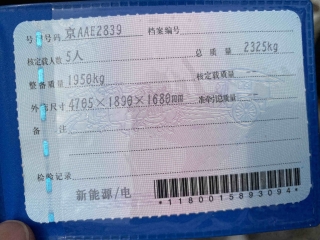 号牌号码 京AAE2839 档案编号
核定载人数 5人 总质量 2325kg
整备质量 1950kg 核定载质量 --
外廓尺寸 4705×1890×1680mm 准牵引总质量 --
备注
检验记录
新能源/电
*1180015893094*